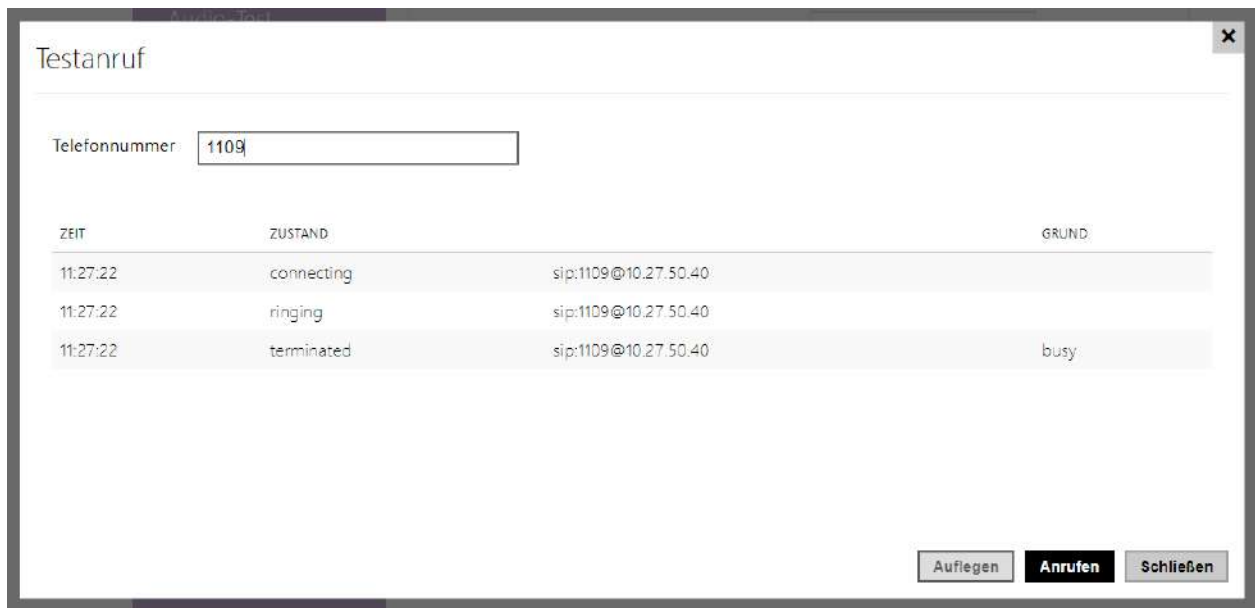 Testanruf
Telefonnummer 1109
ZEIT ZUSTAND GRUND
11:27:22 connecting sip:1109@10.27.50.40
11:27:22 ringing sip:1109@10.27.50.40
11:27:22 terminated sip:1109@10.27.50.40 busy
Auflegen Anrufen Schließen